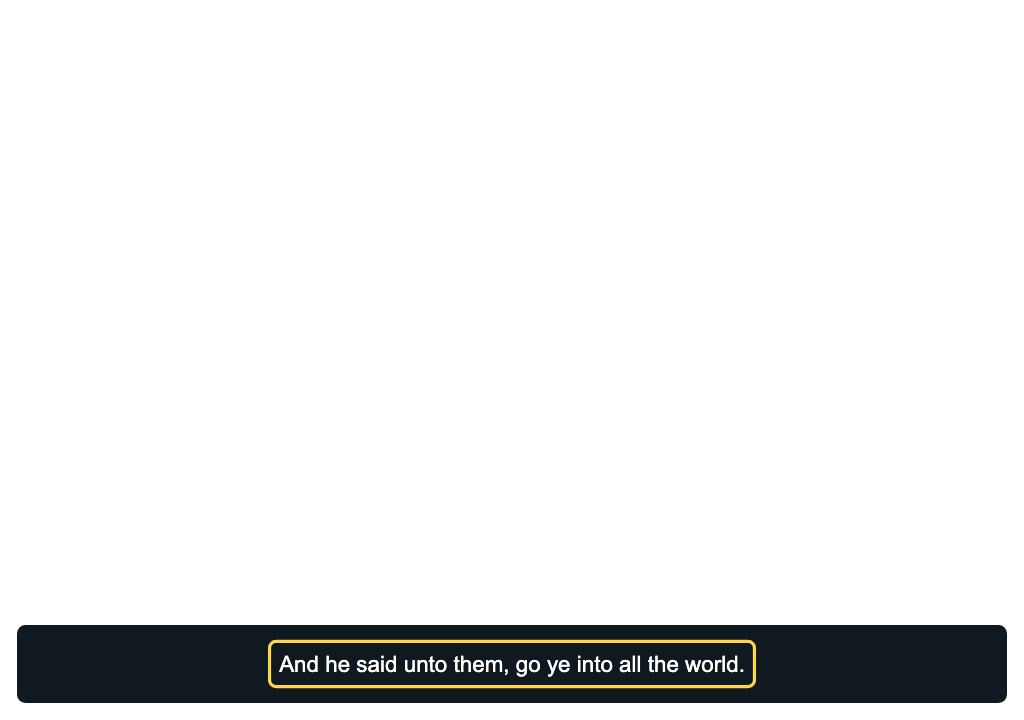 And he said unto them, go ye into all the world.